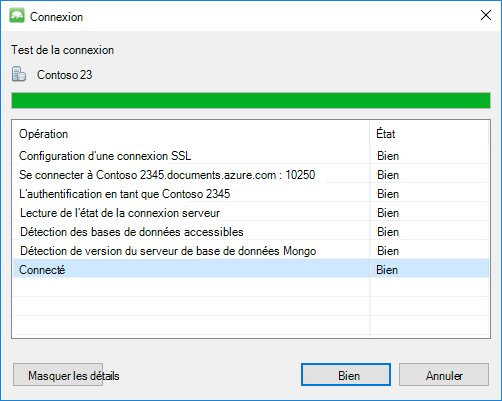 Connexion
Test de la connexion
Contoso 23
Opération État
Configuration d'une connexion SSL Bien
Se connecter à Contoso 2345.documents.azure.com : 10250 Bien
L'authentification en tant que Contoso 2345 Bien
Lecture de l'état de la connexion serveur Bien
Détection des bases de données accessibles Bien
Détection de version du serveur de base de données Mongo Bien
Connecté Bien
Masquer les détails Bien Annuler